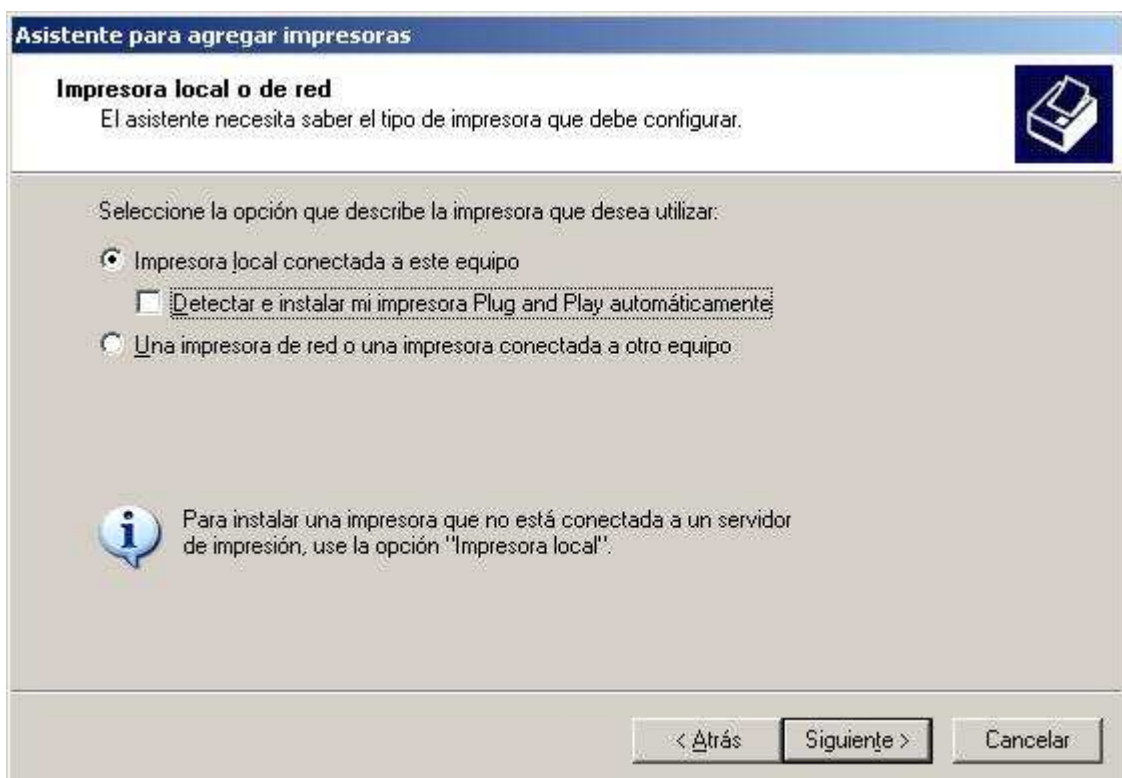 Asistente para agregar impresoras
Impresora local o de red
El asistente necesita saber el tipo de impresora que debe configurar.
Seleccione la opción que describe la impresora que desea utilizar:
Impresora local conectada a este equipo
Detectar e instalar mi impresora Plug and Play automáticamente
Una impresora de red o una impresora conectada a otro equipo
Para instalar una impresora que no está conectada a un servidor
de impresión, use la opción "Impresora local".
< Atrás Siguiente > Cancelar